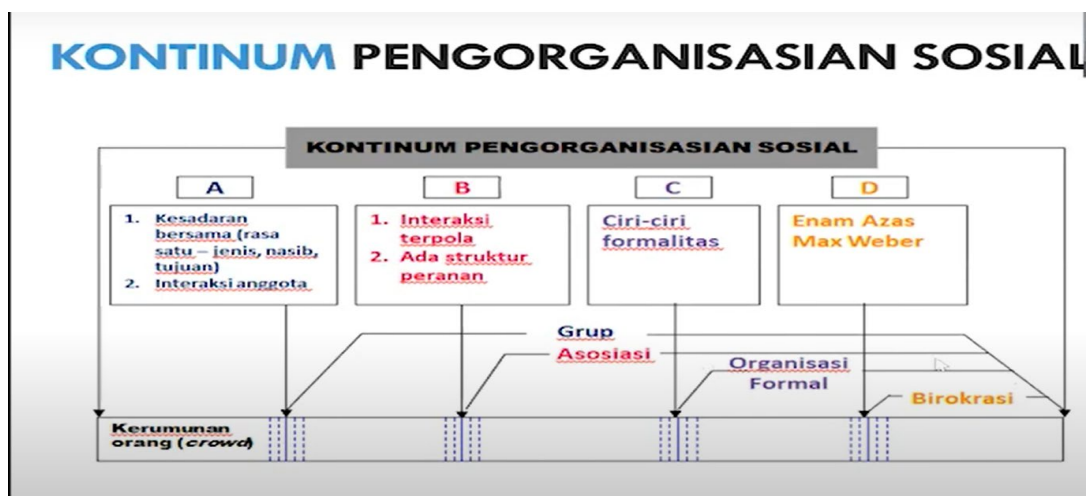 KONTINUM PENGORGANISASIAN SOSIAL
KONTINUM PENGORGANISASIAN SOSIAL
A
1. Kesadaran
bersama (rasa
satu – jenis, nasib,
tujuan)
2. Interaksi anggota
B
1. Interaksi
terpola
2. Ada struktur
peranan
C
Ciri-ciri
formalitas
D
Enam Azas
Max Weber
Grup
Asosiasi
Organisasi
Formal
Birokrasi
Kerumunan
orang (crowd)